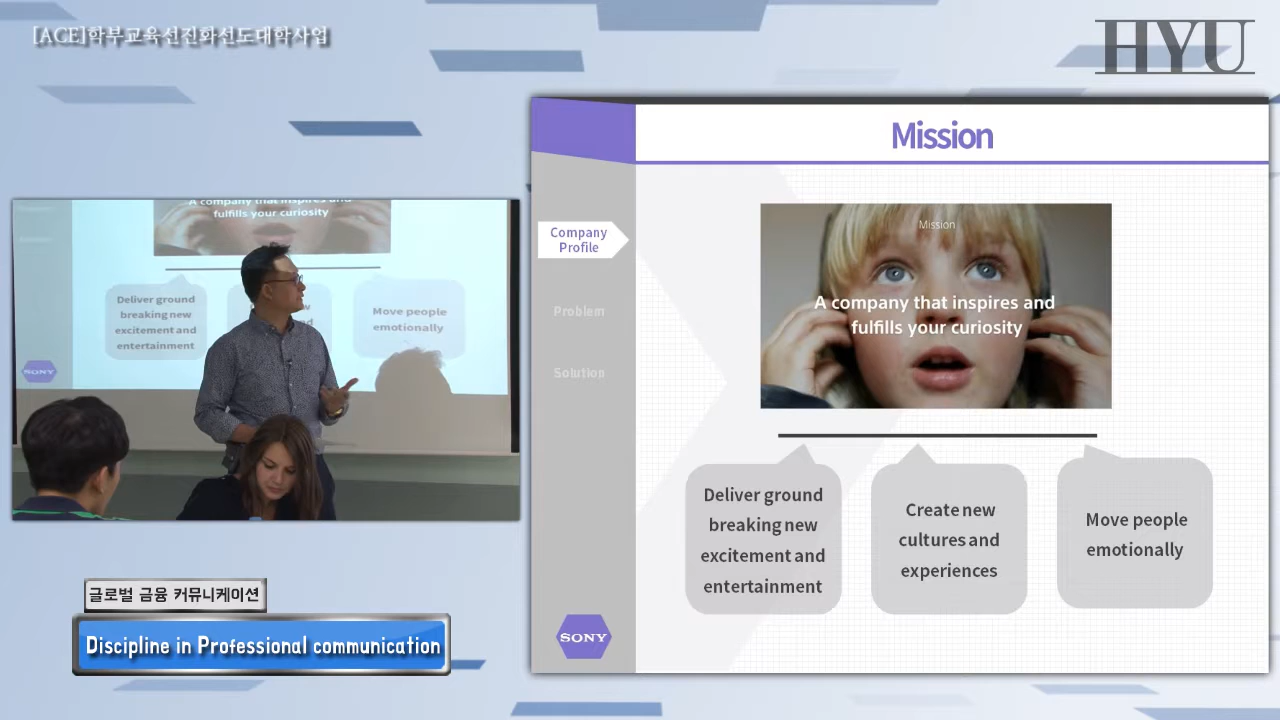 [ACE]학부교육선진화선도대학사업
HYU
A company that inspires and
fulfills your curiosity
Deliver ground
breaking new
excitement and
entertainment
Move people
emotionally
SONY
글로벌 금융 커뮤니케이션
Discipline in Professional communication
Mission
Company
Profile
Problem
Solution
SONY
Mission
A company that inspires and
fulfills your curiosity
Deliver ground
breaking new
excitement and
entertainment
Create new
cultures and
experiences
Move people
emotionally